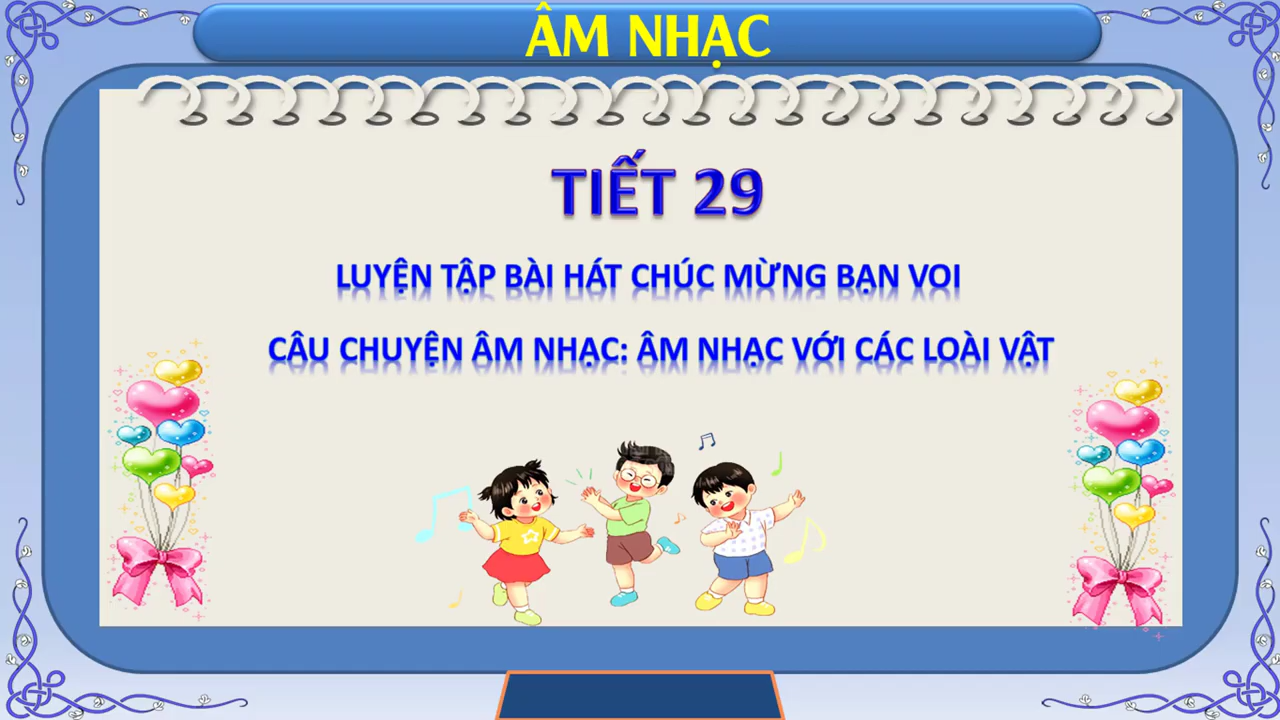 ÂM NHẠC
TIẾT 29
LUYỆN TẬP BÀI HÁT CHÚC MỪNG BẠN VOI
CÂU CHUYỆN ÂM NHẠC: ÂM NHẠC VỚI CÁC LOÀI VẬT